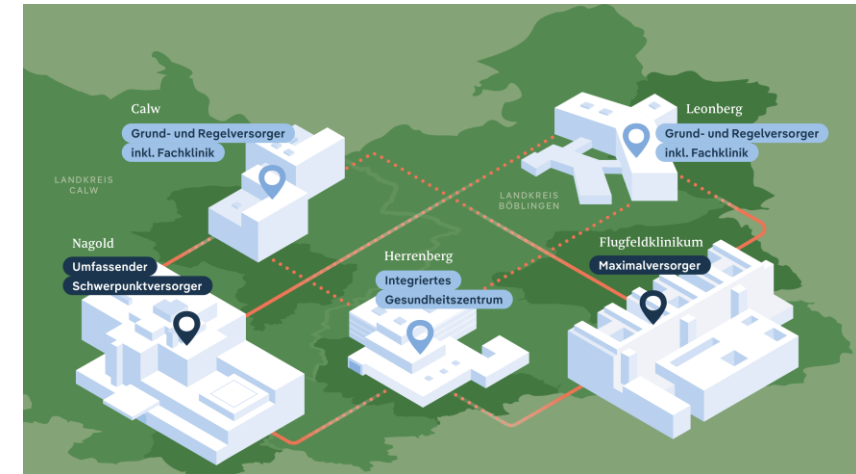 Calw
Grund- und Regelversorger
inkl. Fachklinik
Leonberg
Grund- und Regelversorger
inkl. Fachklinik
LANDKREIS
CALW
LANDKREIS
BÖBLINGEN
Nagold
Umfassender
Schwerpunktversorger
Herrenberg
Integriertes
Gesundheitszentrum
Flugfeldklinikum
Maximalversorger